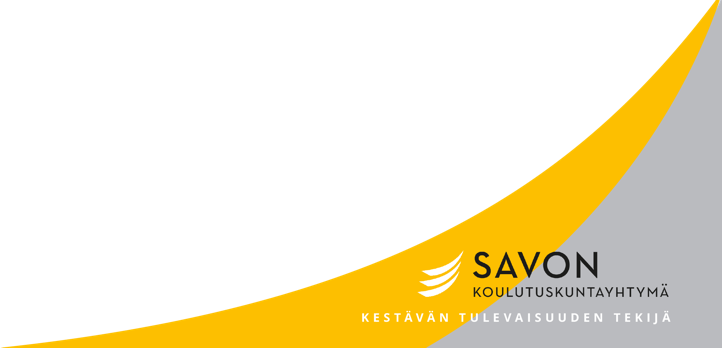 SAVON
KOULUTUSKUNTAYHTYMÄ
KESTÄVÄN TULEVAISUUDEN TEKIJÄ